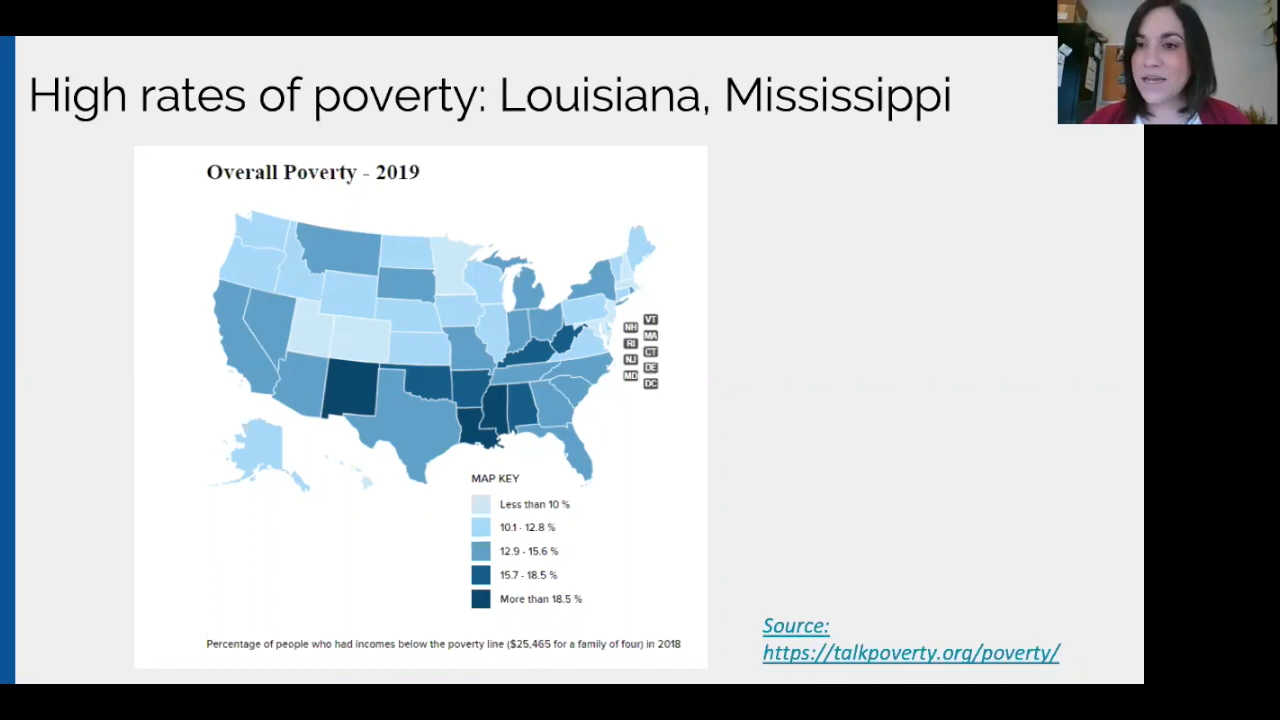 High rates of poverty: Louisiana, Mississippi
Overall Poverty - 2019
NH
VT
RI
MA
NJ
CT
MD
DE
DC
MAP KEY
Less than 10 %
10.1 - 12.8 %
12.9 - 15.6 %
15.7 - 18.5 %
More than 18.5 %
Percentage of people who had incomes below the poverty line ($25,465 for a family of four) in 2018
Source:
https://talkpoverty.org/poverty/